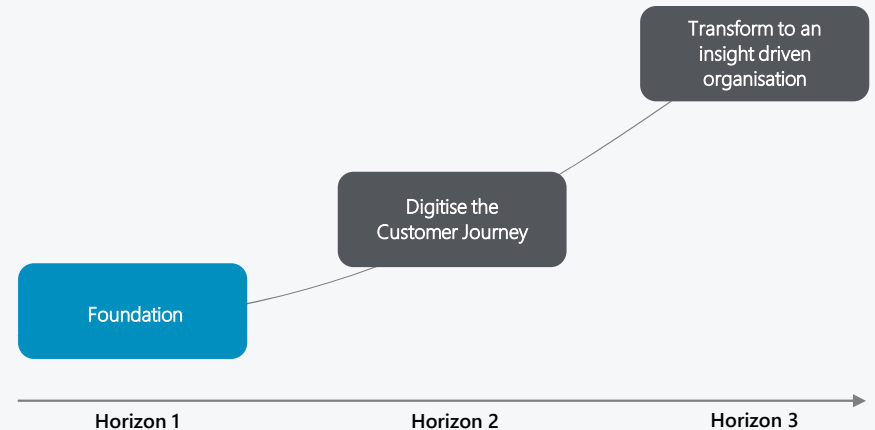 Transform to an
insight driven
organisation
Digitise the
Customer Journey
Foundation
Horizon 1
Horizon 2
Horizon 3